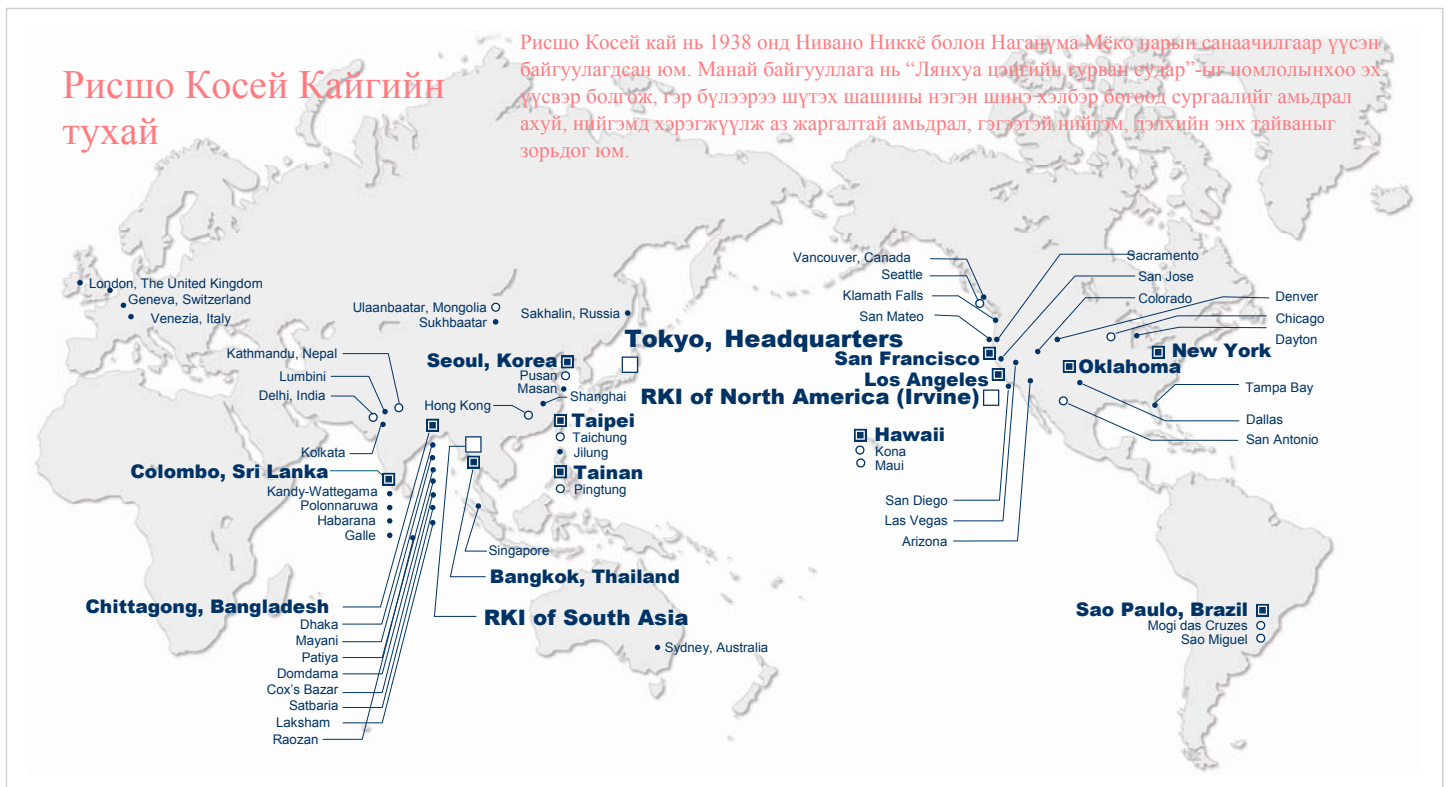 Рисшо Косей Кайгийн
тухай
Рисшо Косей кай нь 1938 онд Нивано Никкё болон Наганума Мёко нарын санаачилгаар үүсэн
байгуулагдсан юм. Манай байгууллага нь “Лянхуа цэцгийн гурван судар”-ыг номлолынхоо эх
үүсвэр болгож, гэр бүлээрээ шүтэх шашины нэгэн шинэ хэлбэр бөгөөд сургаалийг амьдрал
ахуй, нийгэмд хэрэгжүүлж аз жаргалтай амьдрал, гэгээтэй нийгэм, дэлхийн энх тайваныг
зорьдог юм.
London, The United Kingdom
Geneva, Switzerland
Venezia, Italy
Ulaanbaatar, Mongolia
Sukhbaatar
Sakhalin, Russia
Tokyo, Headquarters
Kathmandu, Nepal
Lumbini
Delhi, India
Kolkata
Seoul, Korea
Pusan
Masan
Shanghai
Hong Kong
Taipei
Taichung
Jilung
Tainan
Pingtung
Colombo, Sri Lanka
Kandy-Wattegama
Polonnaruwa
Habarana
Galle
Singapore
Bangkok, Thailand
RKI of South Asia
Chittagong, Bangladesh
Dhaka
Mayani
Patiya
Domdama
Cox's Bazar
Satbaria
Laksham
Raozan
Sydney, Australia
Vancouver, Canada
Seattle
Klamath Falls
San Mateo
San Francisco
Los Angeles
RKI of North America (Irvine)
Hawaii
Kona
Maui
San Diego
Las Vegas
Arizona
Sacramento
San Jose
Colorado
Denver
Chicago
Dayton
New York
Oklahoma
Tampa Bay
Dallas
San Antonio
Sao Paulo, Brazil
Mogi das Cruzes
Sao Miguel